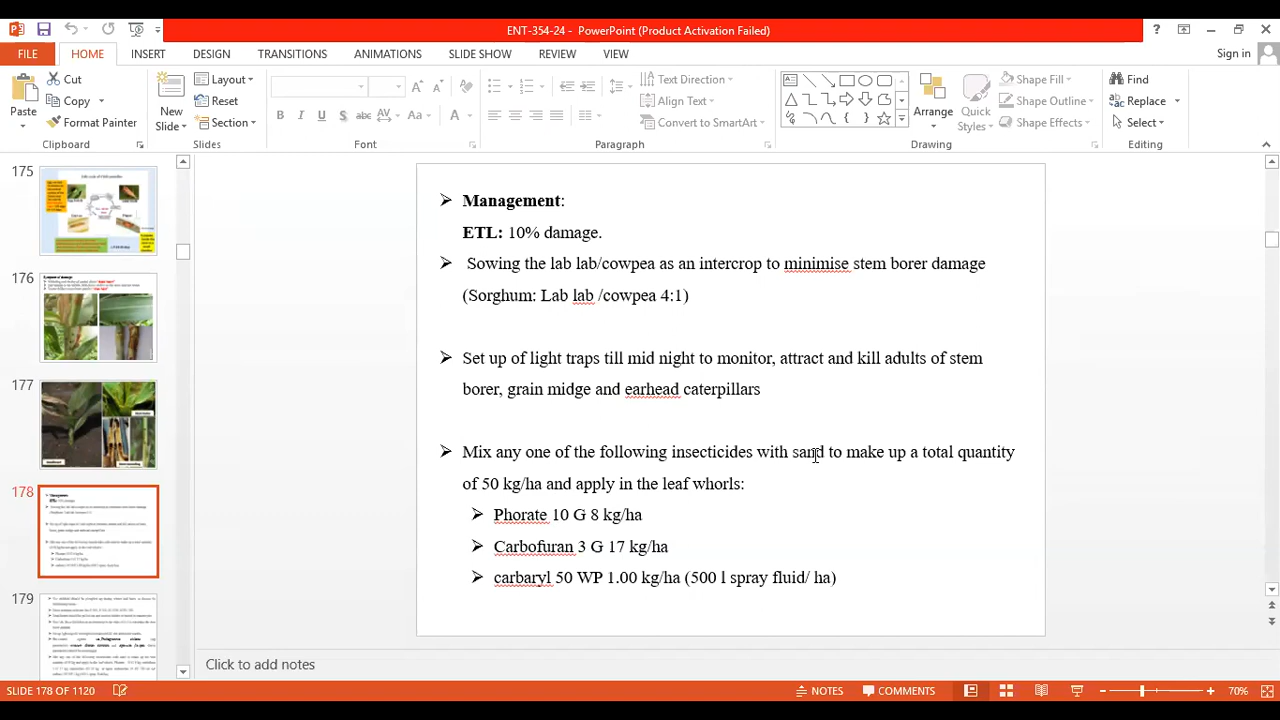 ENT-354-24 - PowerPoint (Product Activation Failed)
FILE HOME INSERT DESIGN TRANSITIONS ANIMATIONS SLIDE SHOW REVIEW VIEW Sign in
Cut
Copy
Format Painter
Paste
Clipboard
New Slide
Layout
Reset
Section
Slides
Font
Text Direction
Align Text
Convert to SmartArt
Paragraph
Arrange
Quick Styles
Shape Fill
Shape Outline
Shape Effects
Drawing
Find
Replace
Select
Editing
175
176
177
178
179
Management:
ETL: 10% damage.
Sowing the lab lab/cowpea as an intercrop to minimise stem borer damage
(Sorghum: Lab lab /cowpea 4:1)
Set up of light traps till mid night to monitor, attract and kill adults of stem
borer, grain midge and earhead caterpillars
Mix any one of the following insecticides with sand to make up a total quantity
of 50 kg/ha and apply in the leaf whorls:
Phorate 10 G 8 kg/ha
Carbofuran 3 G 17 kg/ha
carbaryl 50 WP 1.00 kg/ha (500 l spray fluid/ ha)
Click to add notes
SLIDE 178 OF 1120 NOTES COMMENTS 70%